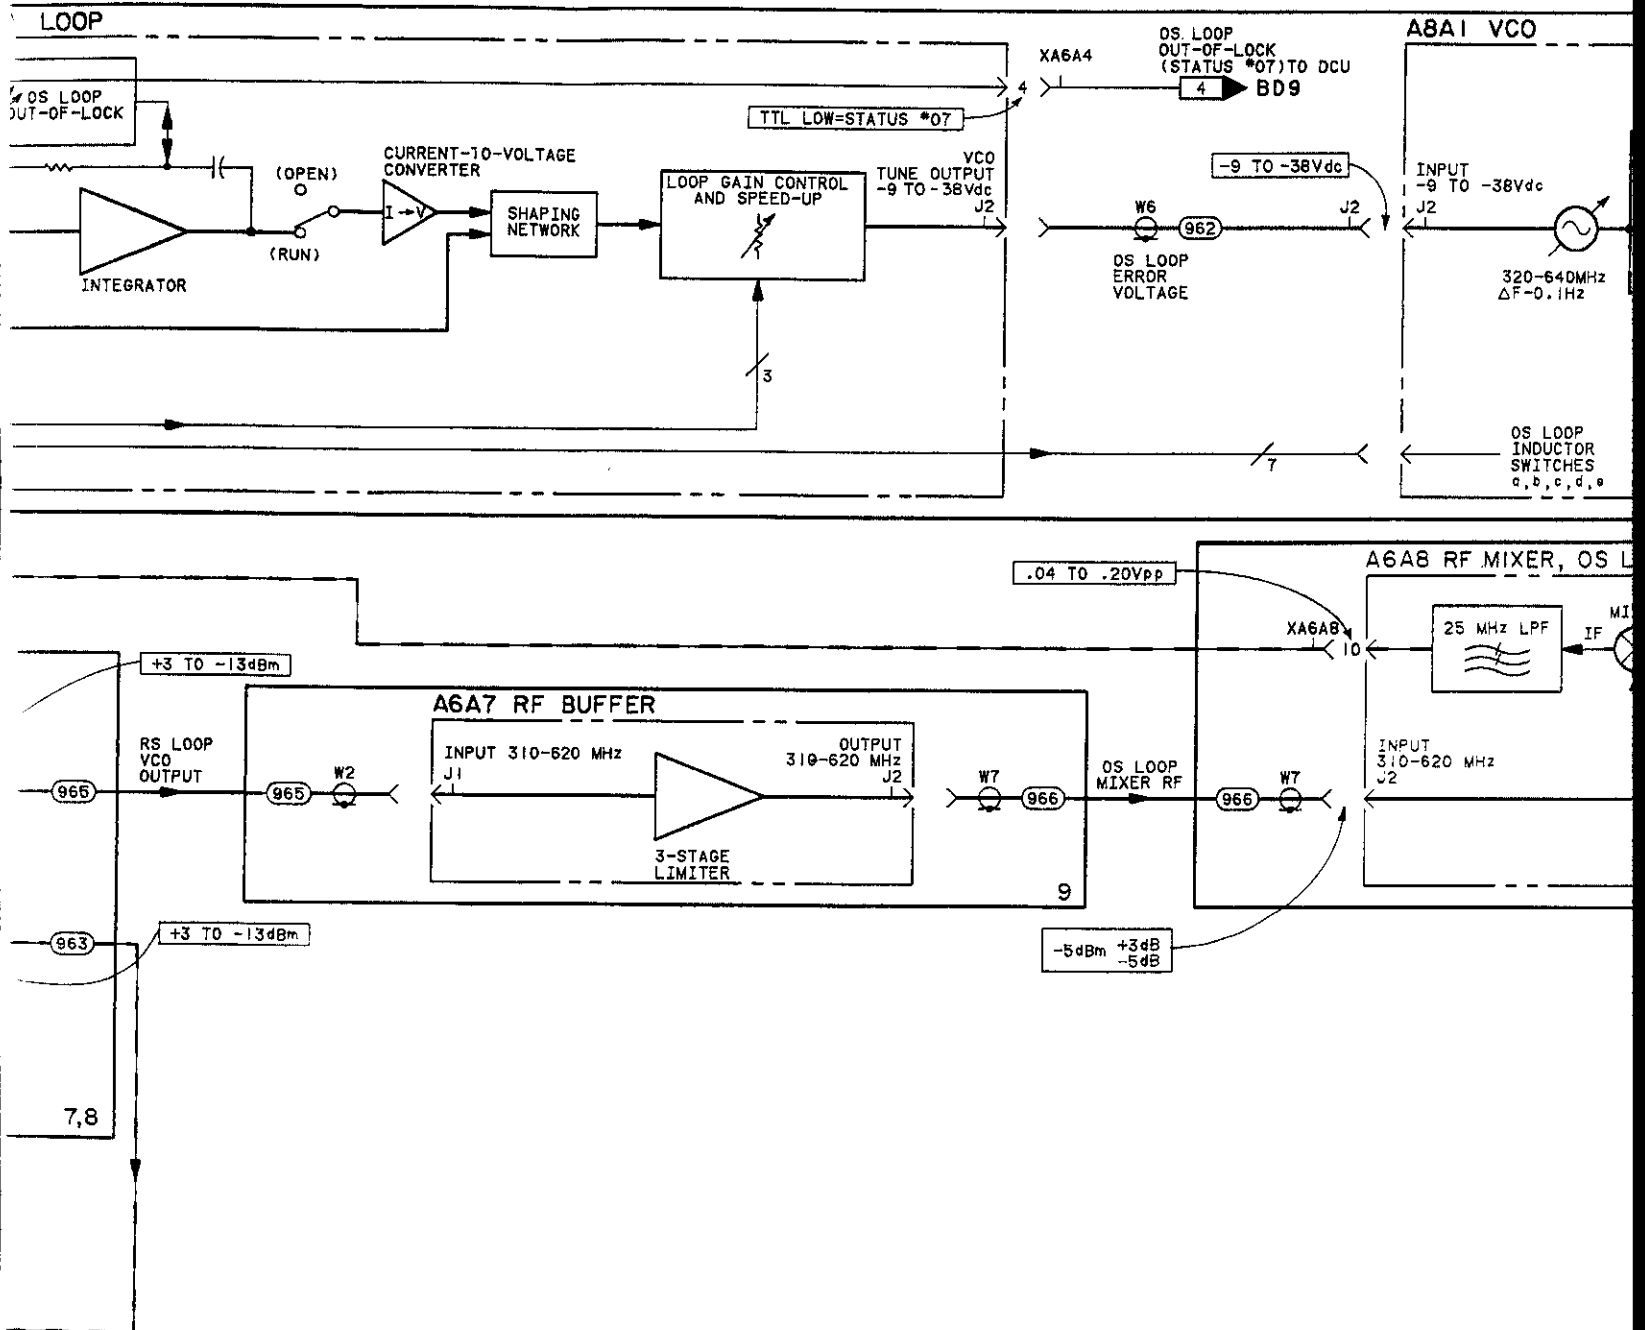 LOOP
OS LOOP
OUT-OF-LOCK
INTEGRATOR
(OPEN)
(RUN)
CURRENT-TO-VOLTAGE
CONVERTER
I→V
SHAPING
NETWORK
LOOP GAIN CONTROL
AND SPEED-UP
3
TTL LOW=STATUS #07
VCO
TUNE OUTPUT
-9 TO -38Vdc
J2
4
XA6A4
OS LOOP
OUT-OF-LOCK
(STATUS #07) TO DCU
4
BD9
-9 TO -38Vdc
W6
962
J2
OS LOOP
ERROR
VOLTAGE
7
A8A1 VCO
INPUT
-9 TO -38Vdc
J2
320-640MHz
△F-0.1Hz
OS LOOP
INDUCTOR
SWITCHES
a,b,c,d,e
.04 TO .20Vpp
A6A8 RF MIXER, OS L
XA6A8
10
25 MHz LPF
IF
MI
+3 TO -13dBm
RS LOOP
VCO
OUTPUT
965
965
W2
A6A7 RF BUFFER
INPUT 310-620 MHz
J1
3-STAGE
LIMITER
OUTPUT
310-620 MHz
J2
9
W7
966
OS LOOP
MIXER RF
966
W7
INPUT
310-620 MHz
J2
-5dBm +3dB
-5dB
963
+3 TO -13dBm
7,8